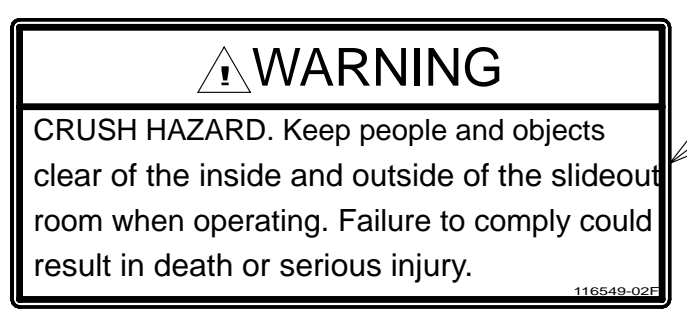 WARNING
CRUSH HAZARD. Keep people and objects
clear of the inside and outside of the slideout
room when operating. Failure to comply could
result in death or serious injury.
116549-02F